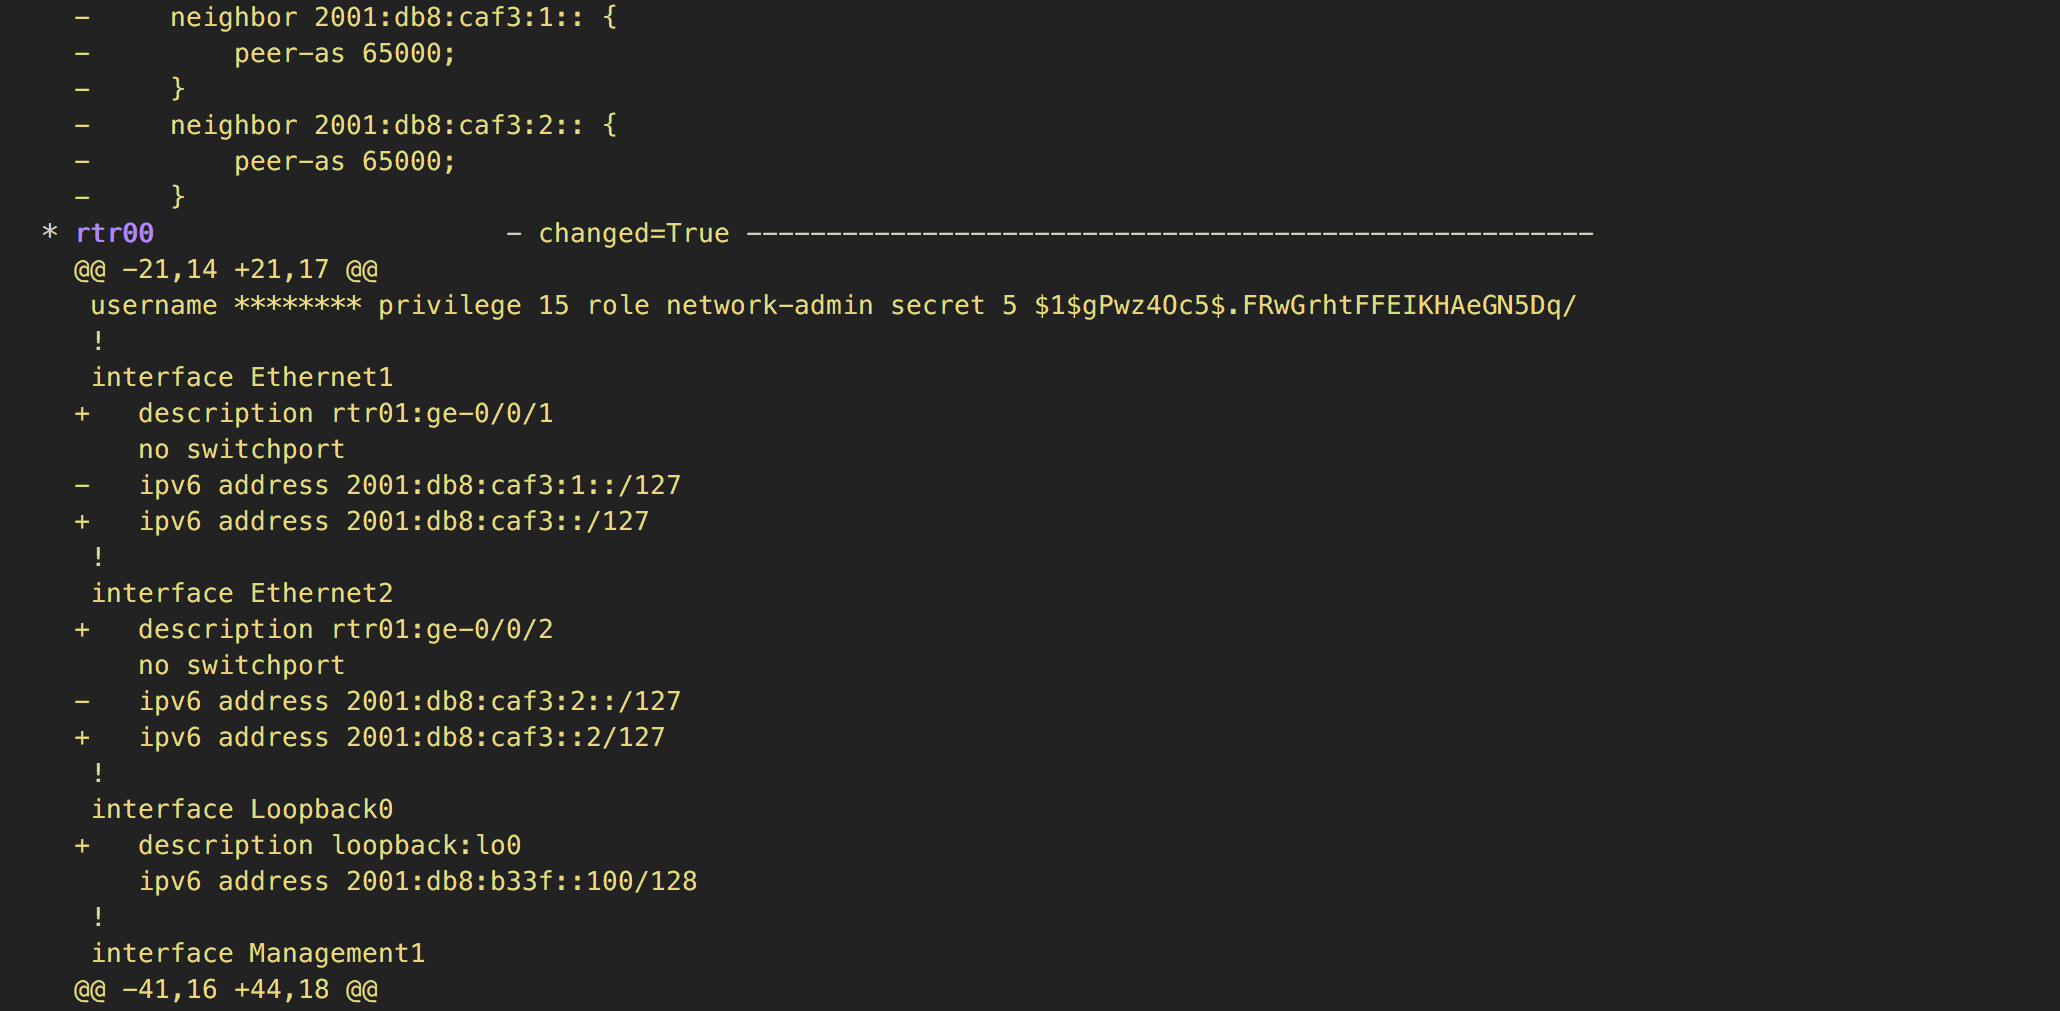 -     neighbor 2001:db8:caf3:1:: {
-         peer-as 65000;
-     }
-     neighbor 2001:db8:caf3:2:: {
-         peer-as 65000;
-     }
* rtr00                      - changed=True -----------------------------------------------------
  @@ -21,14 +21,17 @@
   username ******** privilege 15 role network-admin secret 5 $1$gPwz4Oc5$.FRwGrhtFFEIKHAeGN5Dq/
   !
   interface Ethernet1
  +   description rtr01:ge-0/0/1
      no switchport
  -   ipv6 address 2001:db8:caf3:1::/127
  +   ipv6 address 2001:db8:caf3::/127
   !
   interface Ethernet2
  +   description rtr01:ge-0/0/2
      no switchport
  -   ipv6 address 2001:db8:caf3:2::/127
  +   ipv6 address 2001:db8:caf3::2/127
   !
   interface Loopback0
  +   description loopback:lo0
      ipv6 address 2001:db8:b33f::100/128
   !
   interface Management1
  @@ -41,16 +44,18 @@